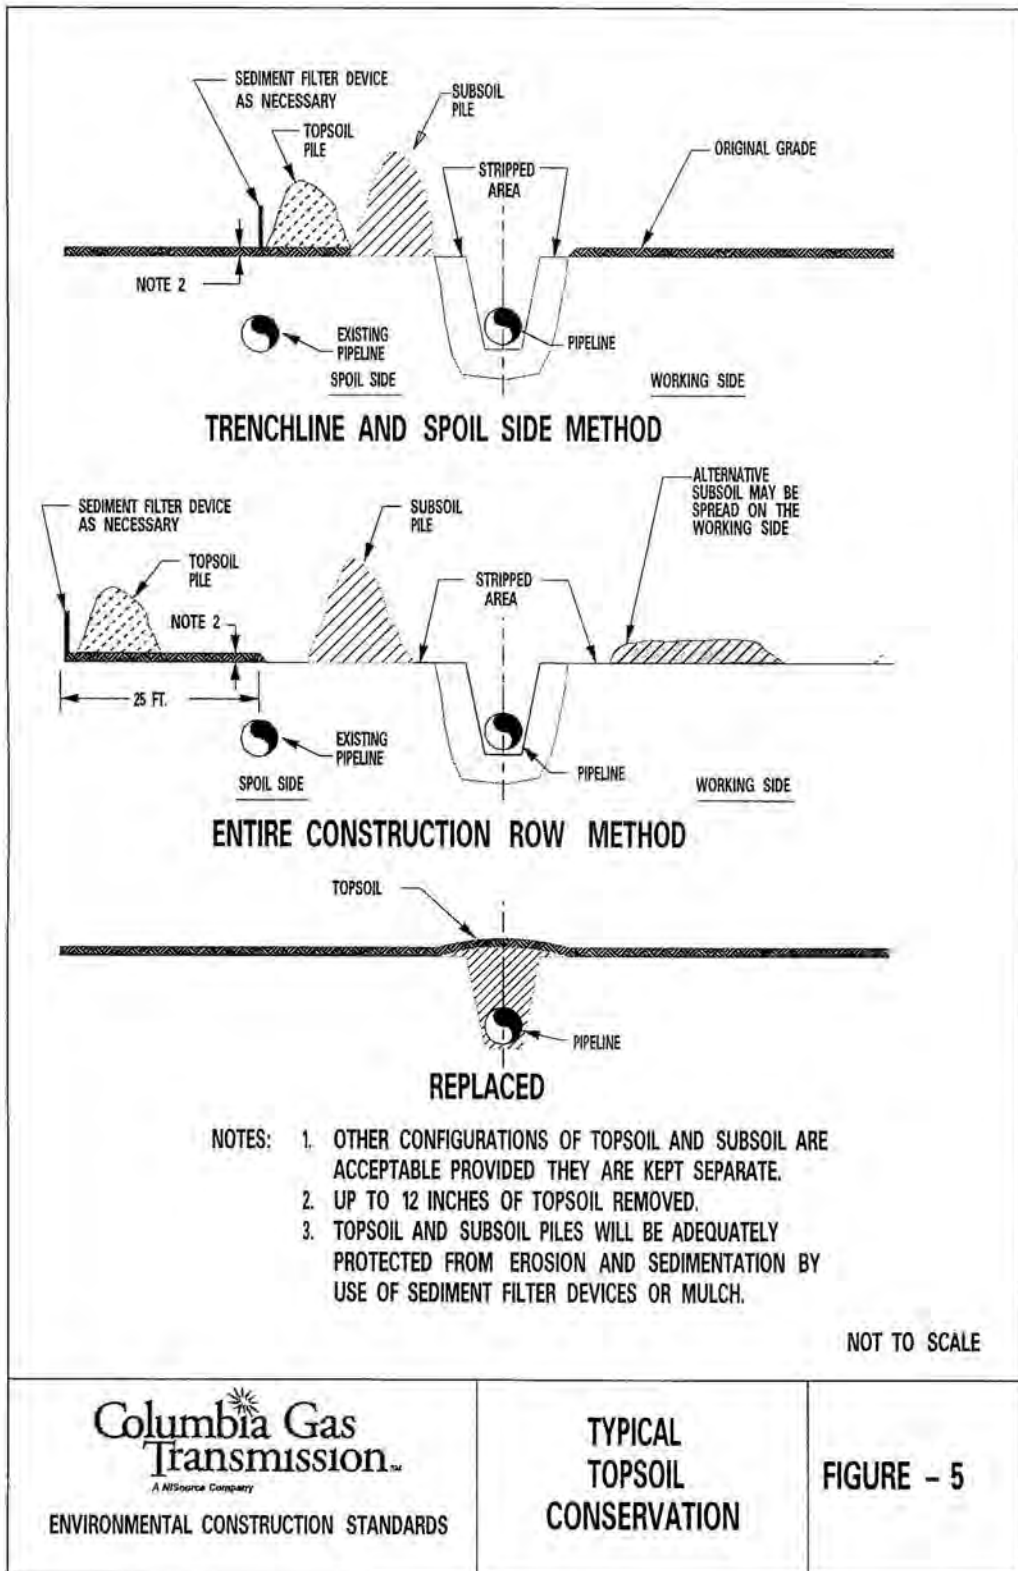 SEDIMENT FILTER DEVICE
AS NECESSARY
TOPSOIL
PILE
SUBSOIL
PILE
STRIPPED
AREA
ORIGINAL GRADE
NOTE 2
EXISTING
PIPELINE
PIPELINE
SPOIL SIDE
WORKING SIDE
TRENCHLINE AND SPOIL SIDE METHOD
SEDIMENT FILTER DEVICE
AS NECESSARY
TOPSOIL
PILE
NOTE 2
SUBSOIL
PILE
STRIPPED
AREA
ALTERNATIVE
SUBSOIL MAY BE
SPREAD ON THE
WORKING SIDE
25 FT.
EXISTING
PIPELINE
PIPELINE
SPOIL SIDE
WORKING SIDE
ENTIRE CONSTRUCTION ROW METHOD
TOPSOIL
PIPELINE
REPLACED
NOTES: 1. OTHER CONFIGURATIONS OF TOPSOIL AND SUBSOIL ARE
ACCEPTABLE PROVIDED THEY ARE KEPT SEPARATE.
2. UP TO 12 INCHES OF TOPSOIL REMOVED.
3. TOPSOIL AND SUBSOIL PILES WILL BE ADEQUATELY
PROTECTED FROM EROSION AND SEDIMENTATION BY
USE OF SEDIMENT FILTER DEVICES OR MULCH.
NOT TO SCALE
Columbia Gas
Transmission℠
A NiSource Company
ENVIRONMENTAL CONSTRUCTION STANDARDS
TYPICAL
TOPSOIL
CONSERVATION
FIGURE - 5